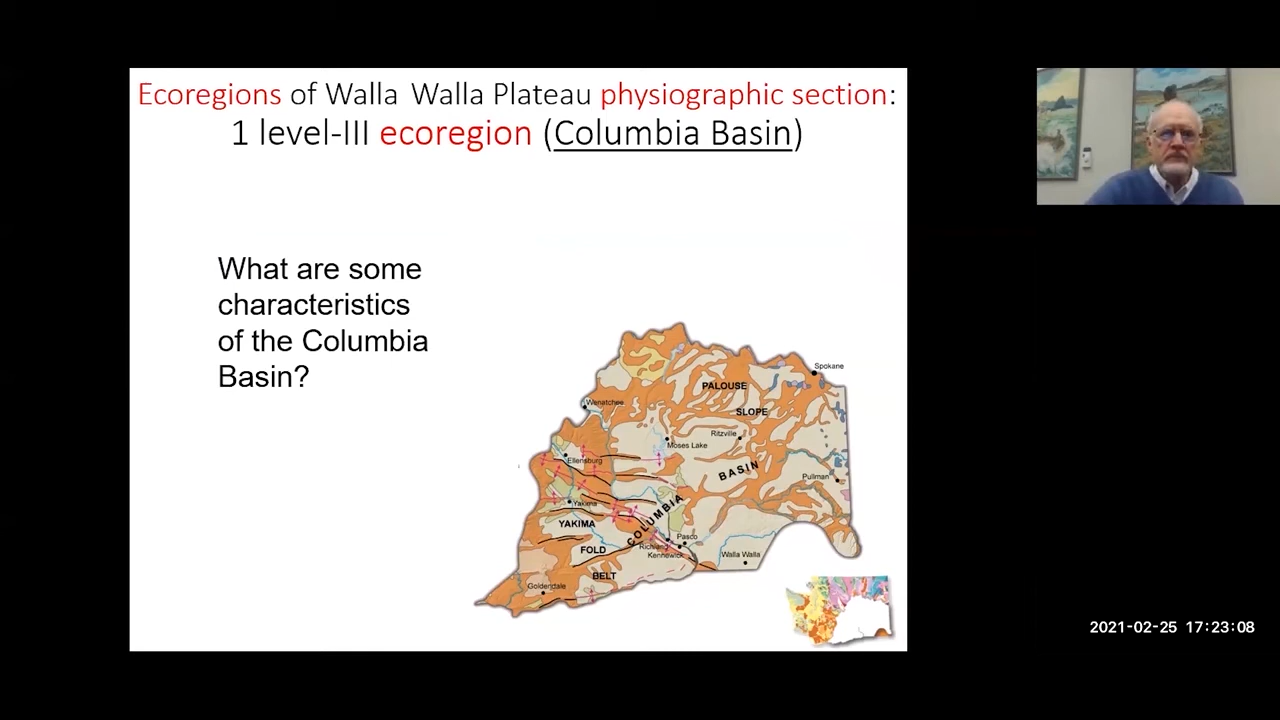 Ecoregions of Walla Walla Plateau physiographic section:
1 level-III ecoregion (Columbia Basin)
What are some
characteristics
of the Columbia
Basin?
Spokane
PALOUSE
Wenatchee
SLOPE
Ritzville
Moses Lake
Ellensburg
BASIN
Pullman
Yakima
COLUMBIA
YAKIMA
Pasco
Richland
FOLD
Kennewick
Walla Walla
BELT
Goldendale
2021-02-25 17:23:08